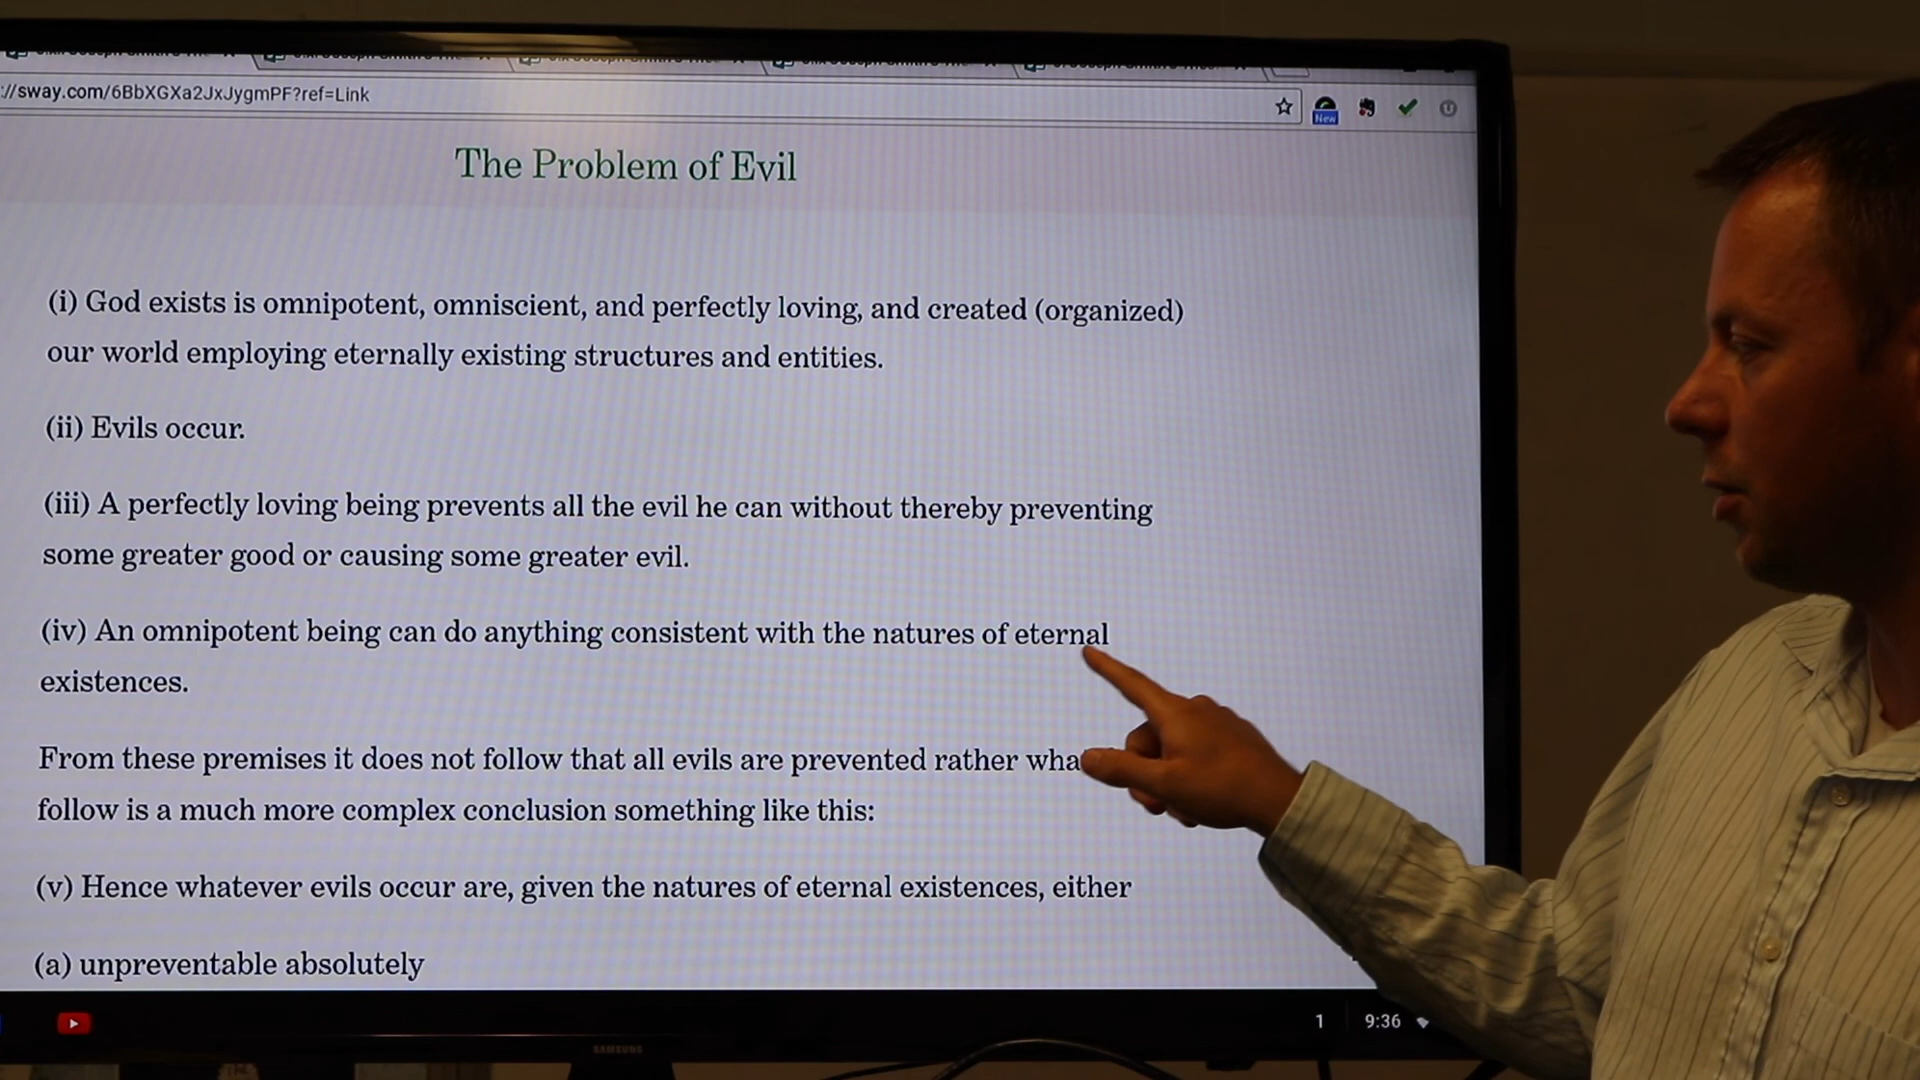 ://sway.com/6BbXGXa2JxJygmPF?ref=Link
New
The Problem of Evil
(i) God exists is omnipotent, omniscient, and perfectly loving, and created (organized)
our world employing eternally existing structures and entities.
(ii) Evils occur.
(iii) A perfectly loving being prevents all the evil he can without thereby preventing
some greater good or causing some greater evil.
(iv) An omnipotent being can do anything consistent with the natures of eternal
existences.
From these premises it does not follow that all evils are prevented rather wha
follow is a much more complex conclusion something like this:
(v) Hence whatever evils occur are, given the natures of eternal existences, either
(a) unpreventable absolutely
1 9:36
SAMSUNG